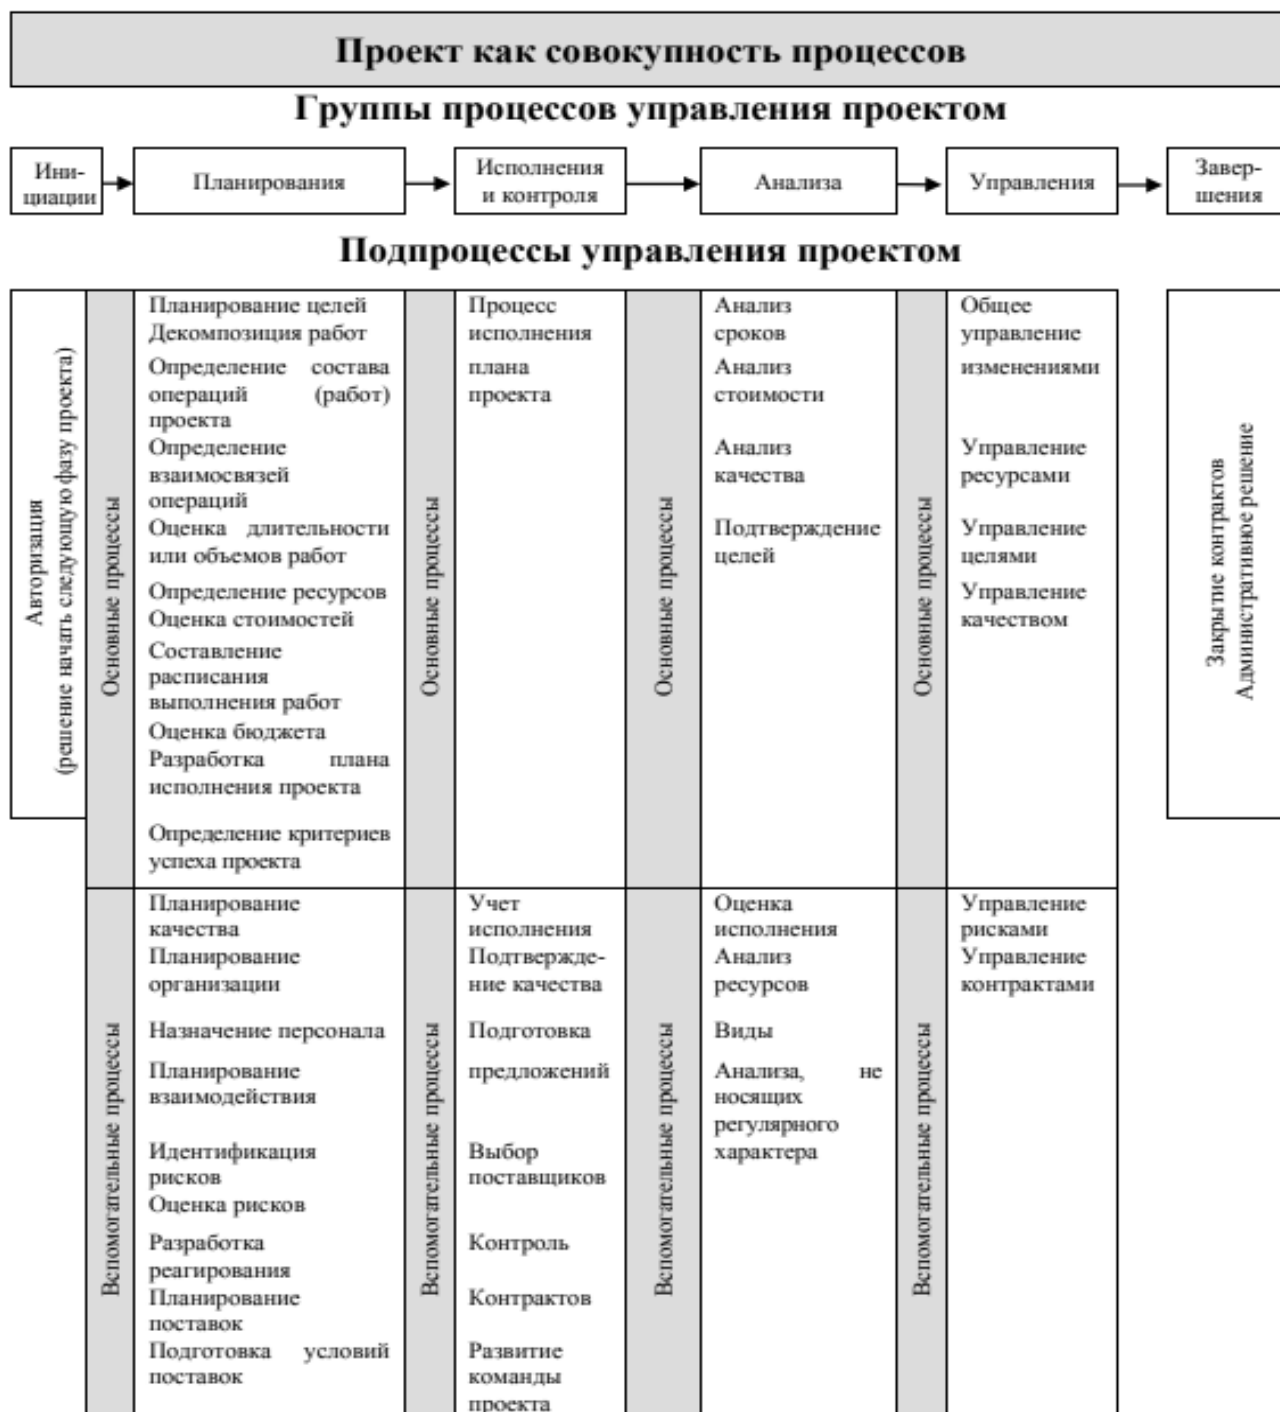 Проект как совокупность процессов
Группы процессов управления проектом
Ини-
циации
Планирования
Исполнения
и контроля
Анализа
Управления
Завер-
шения
Подпроцессы управления проектом
Авторизация
(решение начать следующую фазу проекта)
Основные процессы
Планирование целей
Декомпозиция работ
Определение состава
операций (работ)
проекта
Определение
взаимосвязей
операций
Оценка длительности
или объемов работ
Определение ресурсов
Оценка стоимостей
Составление
расписания
выполнения работ
Оценка бюджета
Разработка плана
исполнения проекта
Определение критериев
успеха проекта
Основные процессы
Процесс
исполнения
плана
проекта
Основные процессы
Анализ
сроков
Анализ
стоимости
Анализ
качества
Подтверждение
целей
Основные процессы
Общее
управление
изменениями
Управление
ресурсами
Управление
целями
Управление
качеством
Закрытие контрактов
Административное решение
Вспомогательные процессы
Планирование
качества
Планирование
организации
Назначение персонала
Планирование
взаимодействия
Идентификация
рисков
Оценка рисков
Разработка
реагирования
Планирование
поставок
Подготовка условий
поставок
Вспомогательные процессы
Учет
исполнения
Подтвержде-
ние качества
Подготовка
предложений
Выбор
поставщиков
Контроль
Контрактов
Развитие
команды
проекта
Вспомогательные процессы
Оценка
исполнения
Анализ
ресурсов
Виды
Анализа, не
носящих
регулярного
характера
Вспомогательные процессы
Управление
рисками
Управление
контрактами